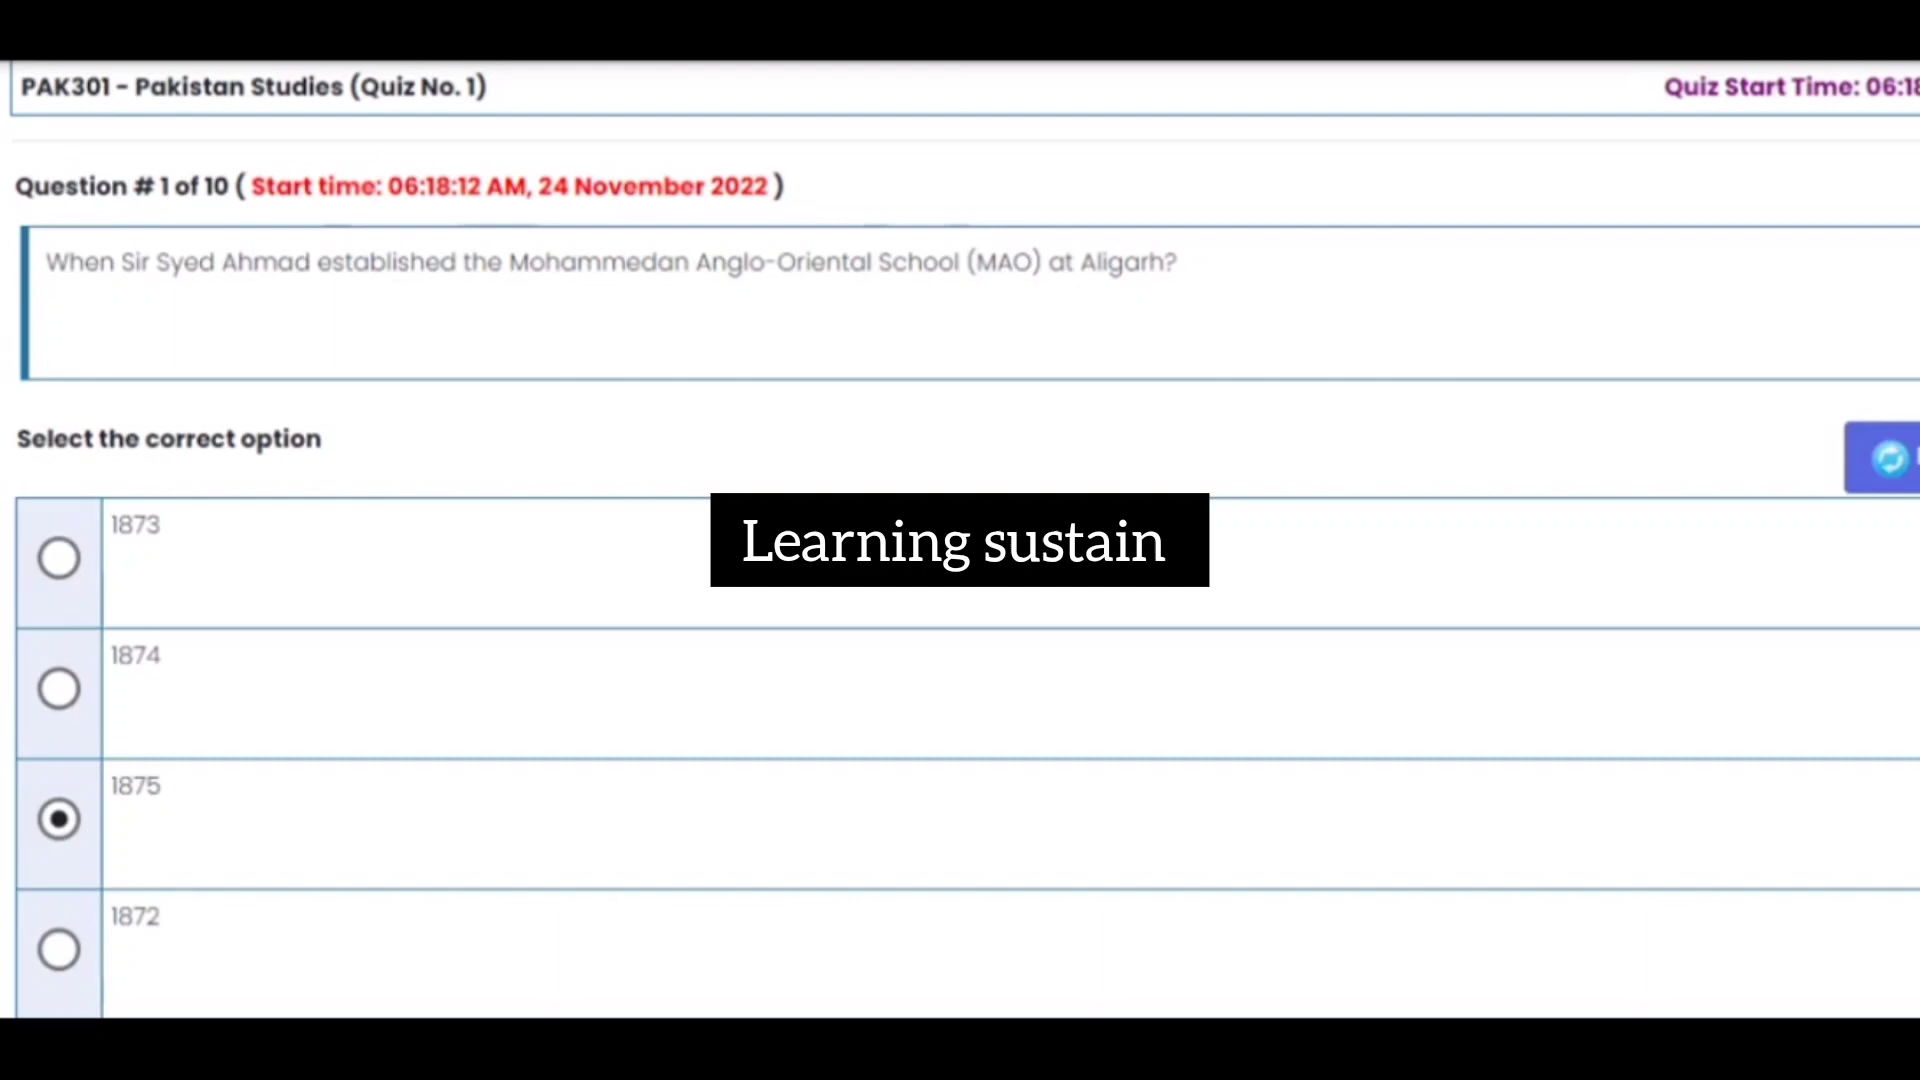 PAK301 - Pakistan Studies (Quiz No. 1)
Quiz Start Time: 06:18
Question # 1 of 10 ( Start time: 06:18:12 AM, 24 November 2022 )
When Sir Syed Ahmad established the Mohammedan Anglo-Oriental School (MAO) at Aligarh?
Select the correct option
1873
Learning sustain
1874
1875
1872